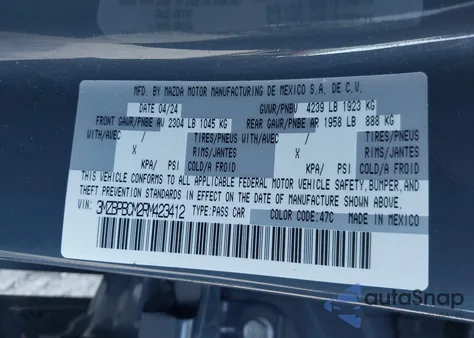 MFD. BY MAZDA MOTOR MANUFACTURING DE MEXICO S.A. DE C.V.
DATE 04/24 GVWR/PNBV 4239 LB 1923 KG
FRONT GAWR/PNBE AV 2304 LB 1045 KG REAR GAWR/PNBE AR 1958 LB 888 KG
WITH/AVEC / TIRES/PNEUS WITH/AVEC / TIRES/PNEUS
X RIMS/JANTES X RIMS/JANTES
KPA/ PSI COLD/A FROID KPA/ PSI COLD/A FROID
THIS VEHICLE CONFORMS TO ALL APPLICABLE FEDERAL MOTOR VEHICLE SAFETY, BUMPER, AND
THEFT PREVENTION STANDARDS IN EFFECT ON THE DATE OF MANUFACTURE SHOWN ABOVE.
VIN: 3MZBPBCM2RM423412 TYPE:PASS CAR COLOR CODE:47C MADE IN MEXICO
autoSnap